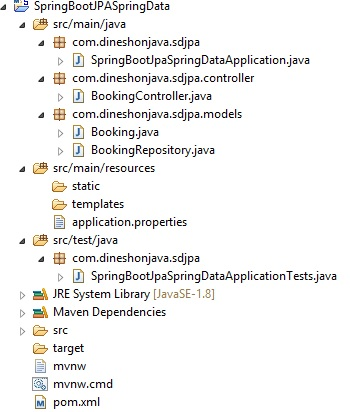 SpringBootJPASpringData
src/main/java
com.dineshonjava.sdjpa
SpringBootJpaSpringDataApplication.java
com.dineshonjava.sdjpa.controller
BookingController.java
com.dineshonjava.sdjpa.models
Booking.java
BookingRepository.java
src/main/resources
static
templates
application.properties
src/test/java
com.dineshonjava.sdjpa
SpringBootJpaSpringDataApplicationTests.java
JRE System Library [JavaSE-1.8]
Maven Dependencies
src
target
mvnw
mvnw.cmd
pom.xml